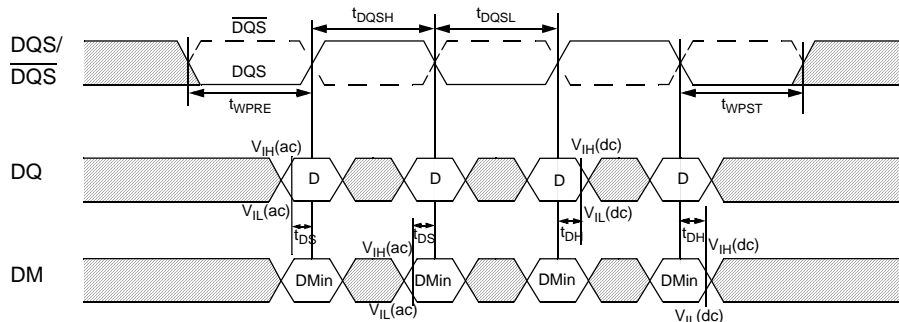 tDQSH tDQSL
DQS
DQS/
DQS
DQS
tWPRE tWPST
VIH(ac) VIH(dc)
DQ D D D D
VIL(ac) VIL(dc)
tDS tDS tDH tDH
VIH(ac) VIH(dc)
DM DMin DMin DMin DMin
VIL(ac) VIL(dc)